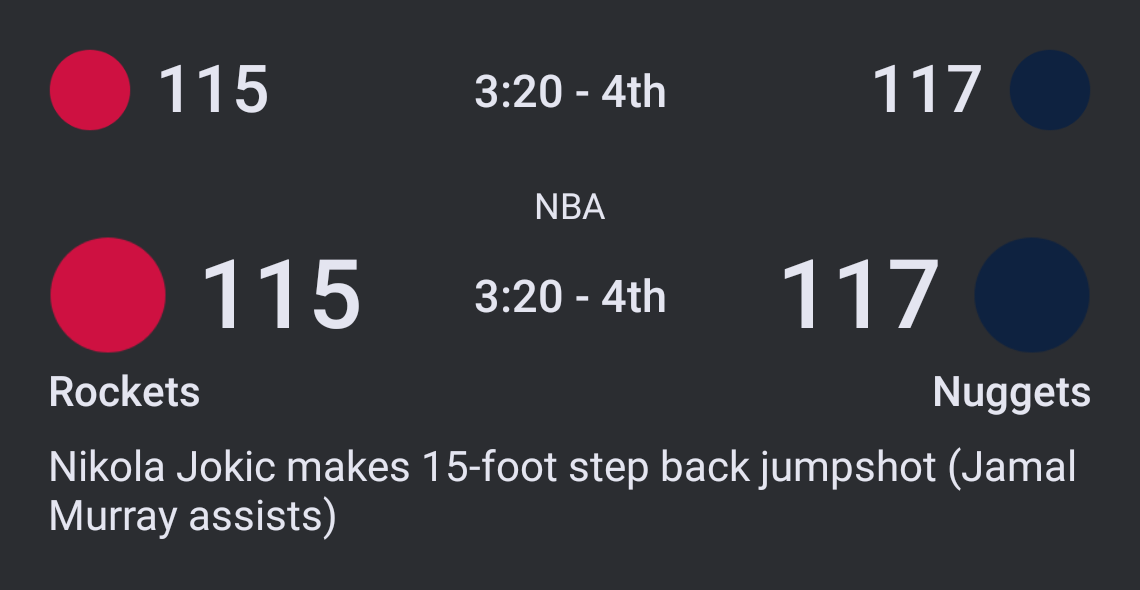 115 3:20 - 4th 117
NBA
115 3:20 - 4th 117
Rockets Nuggets
Nikola Jokic makes 15-foot step back jumpshot (Jamal
Murray assists)